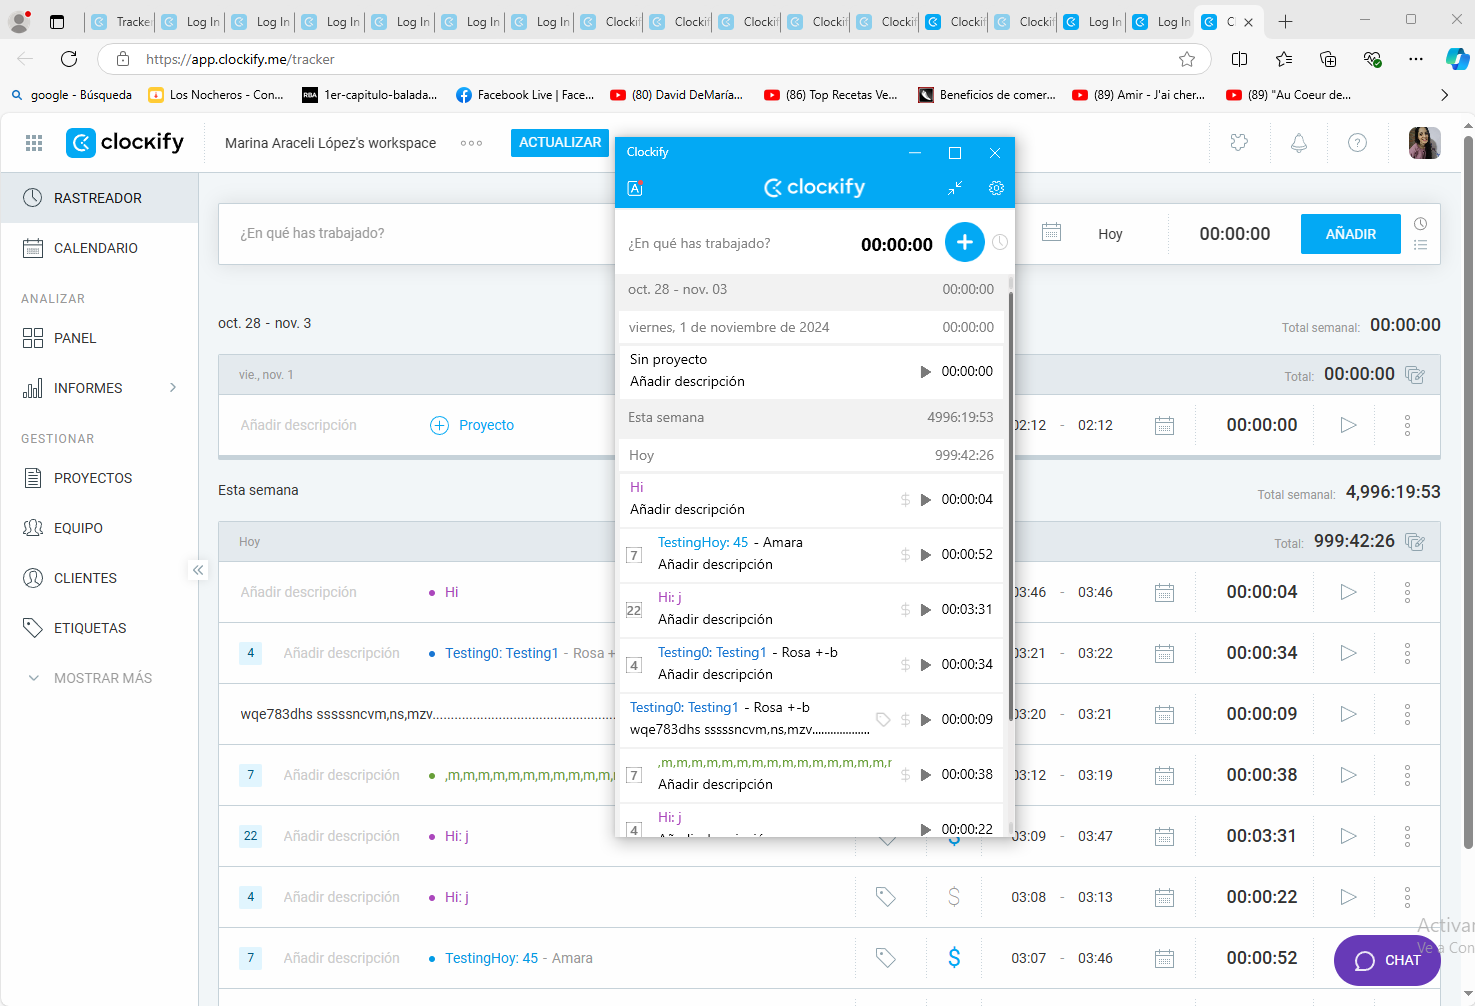 Tracker
Log In
Log In
Log In
Log In
Log In
Log In
Clockif
Clockif
Clockif
Clockif
Clockif
Clockif
Clockif
Log In
Log In
https://app.clockify.me/tracker
google - Búsqueda
Los Nocheros - Con...
RBA
1er-capitulo-balada...
Facebook Live | Face...
(80) David DeMaría...
(86) Top Recetas Ve...
Beneficios de comer...
(89) Amir - J'ai cher...
(89) "Au Coeur de...
clockify
Marina Araceli López's workspace
ACTUALIZAR
RASTREADOR
CALENDARIO
ANALIZAR
PANEL
INFORMES
GESTIONAR
PROYECTOS
EQUIPO
CLIENTES
ETIQUETAS
MOSTRAR MÁS
¿En qué has trabajado?
Hoy
00:00:00
AÑADIR
oct. 28 - nov. 3
Total semanal: 00:00:00
vie., nov. 1
Total: 00:00:00
Añadir descripción
Proyecto
02:12 - 02:12
00:00:00
Esta semana
Total semanal: 4,996:19:53
Hoy
Total: 999:42:26
Añadir descripción
Hi
03:46 - 03:46
00:00:04
4
Añadir descripción
Testing0: Testing1 - Rosa +
03:21 - 03:22
00:00:34
03:20 - 03:21
00:00:09
7
Añadir descripción
03:12 - 03:19
00:00:38
22
Añadir descripción
Hi: j
03:09 - 03:47
00:03:31
4
Añadir descripción
Hi: j
$
03:08 - 03:13
00:00:22
7
Añadir descripción
TestingHoy: 45 - Amara
$
03:07 - 03:46
00:00:52
CHAT
Clockify
A
clockify
¿En qué has trabajado?
00:00:00
oct. 28 - nov. 03
00:00:00
viernes, 1 de noviembre de 2024
00:00:00
Sin proyecto
Añadir descripción
00:00:00
Esta semana
4996:19:53
Hoy
999:42:26
Hi
Añadir descripción
$ 00:00:04
7
TestingHoy: 45 - Amara
Añadir descripción
$ 00:00:52
22
Hi: j
Añadir descripción
$ 00:03:31
4
Testing0: Testing1 - Rosa +-b
Añadir descripción
$ 00:00:34
Testing0: Testing1 - Rosa +-b
$ 00:00:09
7
Añadir descripción
$ 00:00:38
4
Hi: j
00:00:22